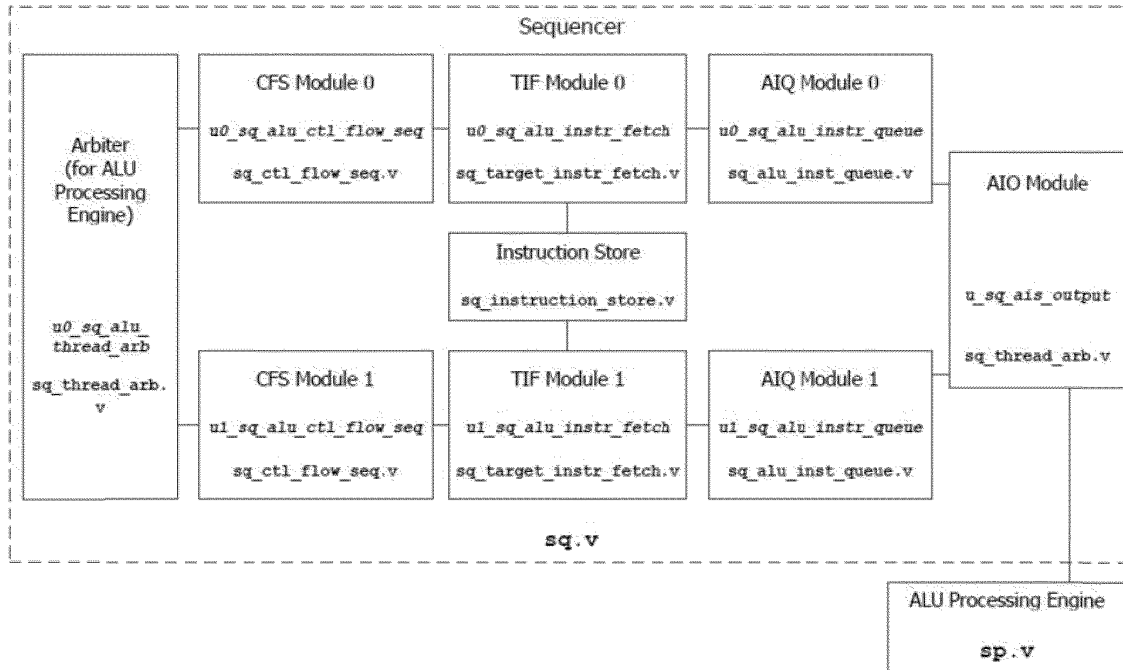 Sequencer
Arbiter
(for ALU
Processing
Engine)
u0_sq_alu_
thread_arb
sq_thread_arb.
v
CFS Module 0
u0_sq_alu_ctl_flow_seq
sq_ctl_flow_seq.v
TIF Module 0
u0_sq_alu_instr_fetch
sq_target_instr_fetch.v
AIQ Module 0
u0_sq_alu_instr_queue
sq_alu_inst_queue.v
AIO Module
u_sq_ais_output
sq_thread_arb.v
Instruction Store
sq_instruction_store.v
CFS Module 1
u1_sq_alu_ctl_flow_seq
sq_ctl_flow_seq.v
TIF Module 1
u1_sq_alu_instr_fetch
sq_target_instr_fetch.v
AIQ Module 1
u1_sq_alu_instr_queue
sq_alu_inst_queue.v
sq.v
ALU Processing Engine
sp.v